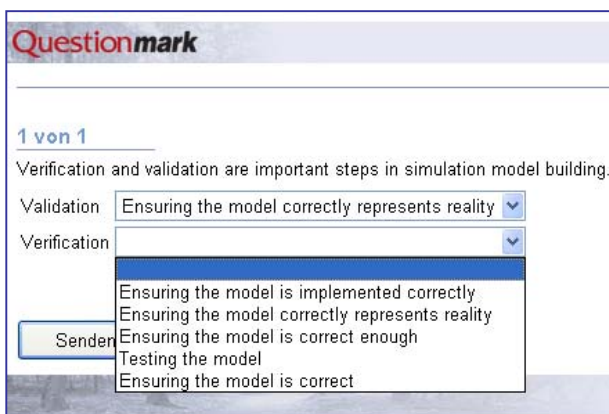 Questionmark
1 von 1
Verification and validation are important steps in simulation model building.
Validation Ensuring the model correctly represents reality
Verification
Ensuring the model is implemented correctly
Ensuring the model correctly represents reality
Senden Ensuring the model is correct enough
Testing the model
Ensuring the model is correct